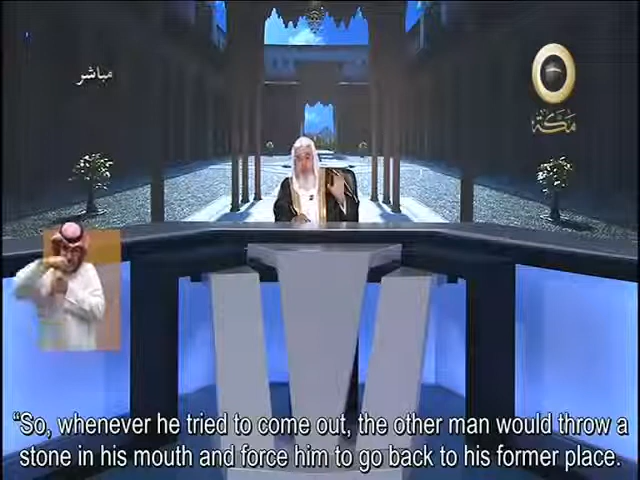 مباشر
مكة
“So, whenever he tried to come out, the other man would throw a
stone in his mouth and force him to go back to his former place.